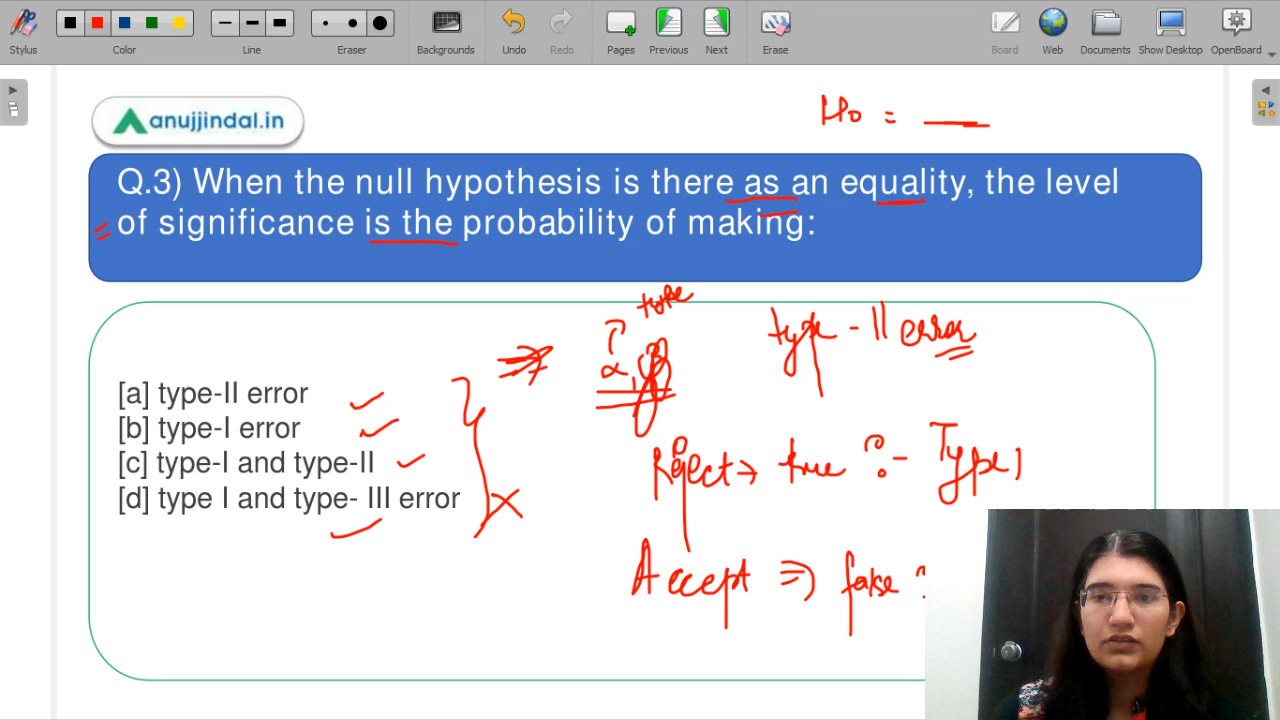 Stylus
Color
Line
Eraser
Backgrounds
Undo
Redo
Pages
Previous
Next
Erase
Board
Web
Documents
Show Desktop
OpenBoard
anujjindal.in
Ho = __
Q.3) When the null hypothesis is there as an equality, the level
of significance is the probability of making:
type
α, β
type - II error
[a] type-II error
[b] type-I error
[c] type-I and type-II
[d] type I and type- III error
Reject ⇒ true :- Type 1
Accept ⇒ false